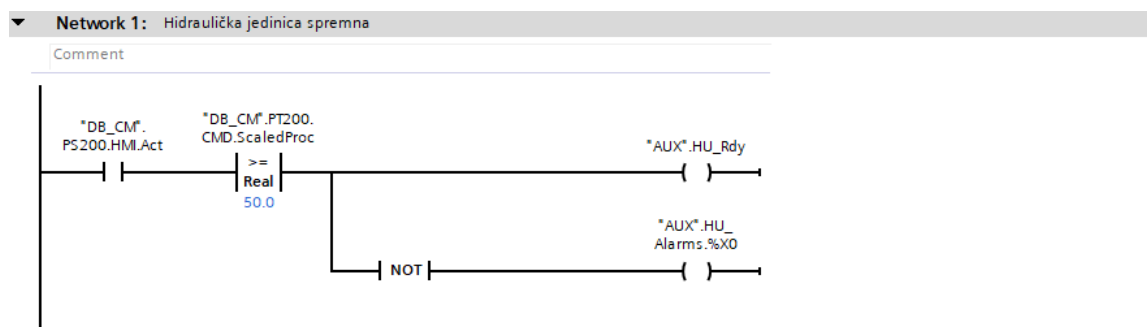 Network 1: Hidraulička jedinica spremna
Comment
"DB_CM".
PS200.HMI.Act
"DB_CM".PT200.
CMD.ScaledProc
>=
Real
50.0
"AUX".HU_Rdy
NOT
"AUX".HU_
Alarms.%X0